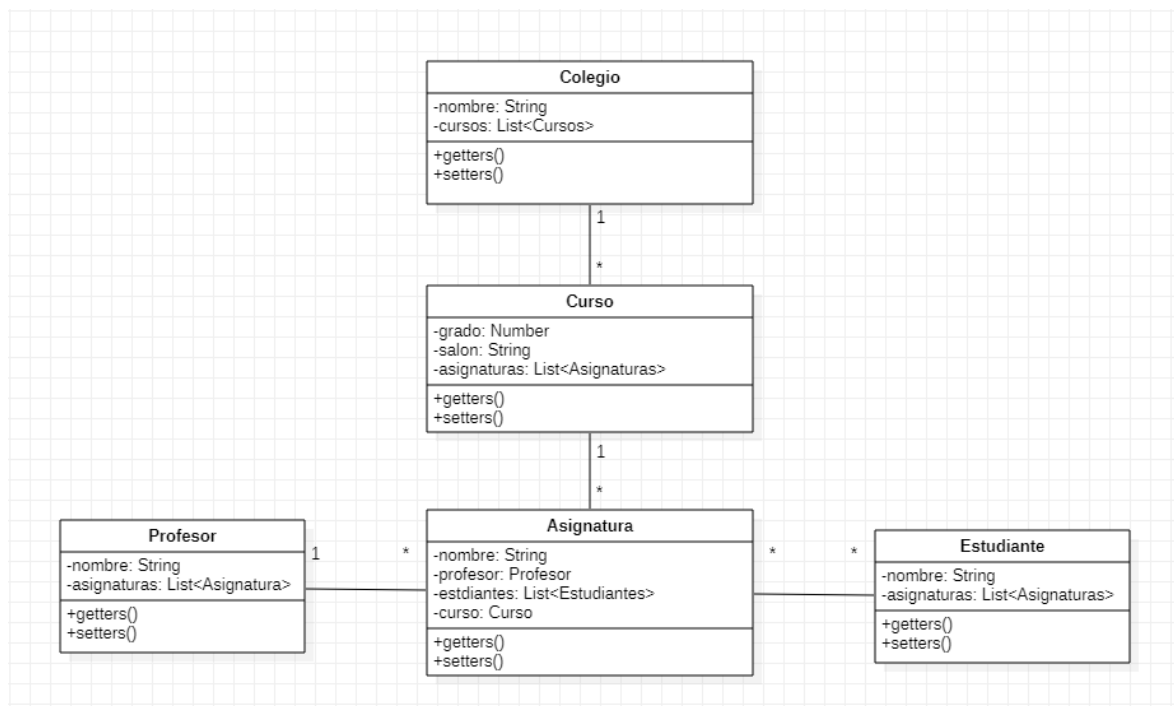 Colegio
-nombre: String
-cursos: List<Cursos>
+getters()
+setters()
1
*
Curso
-grado: Number
-salon: String
-asignaturas: List<Asignaturas>
+getters()
+setters()
1
*
Profesor
-nombre: String
-asignaturas: List<Asignatura>
+getters()
+setters()
1
*
Asignatura
-nombre: String
-profesor: Profesor
-estdiantes: List<Estudiantes>
-curso: Curso
+getters()
+setters()
*
*
Estudiante
-nombre: String
-asignaturas: List<Asignaturas>
+getters()
+setters()